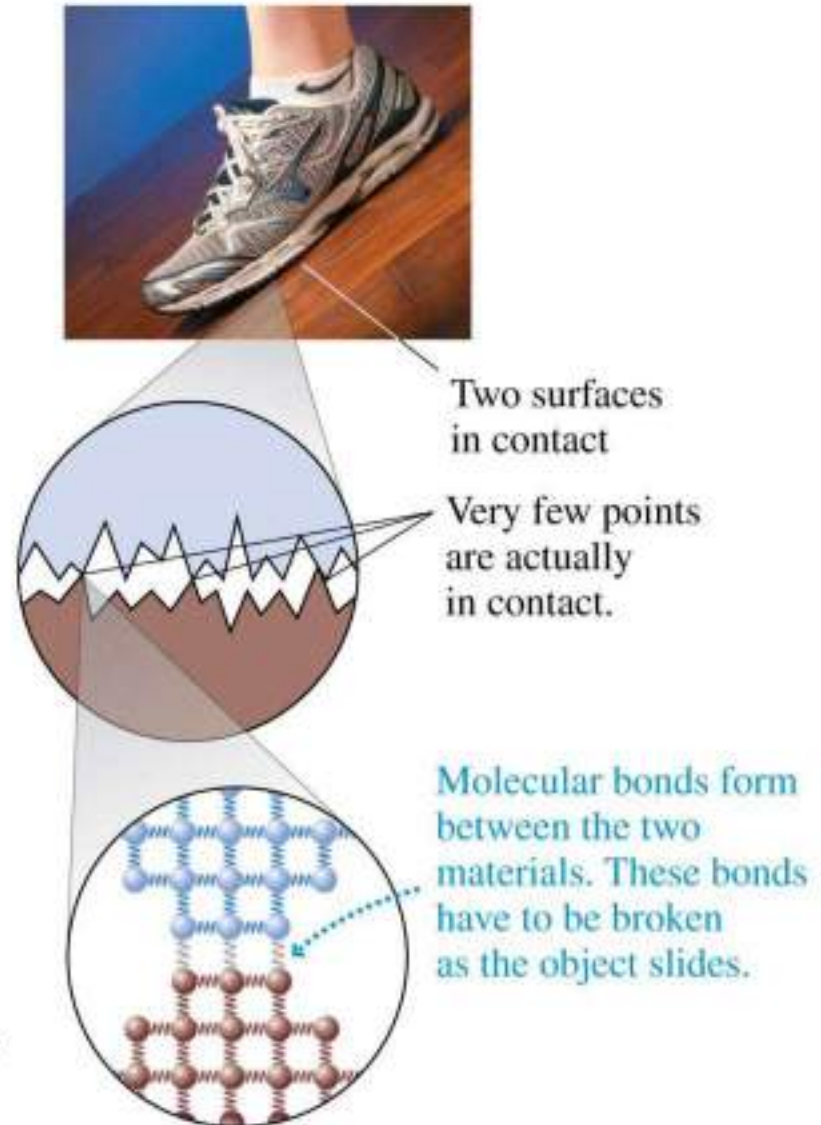 Two surfaces
in contact
Very few points
are actually
in contact.
Molecular bonds form
between the two
materials. These bonds
have to be broken
as the object slides.